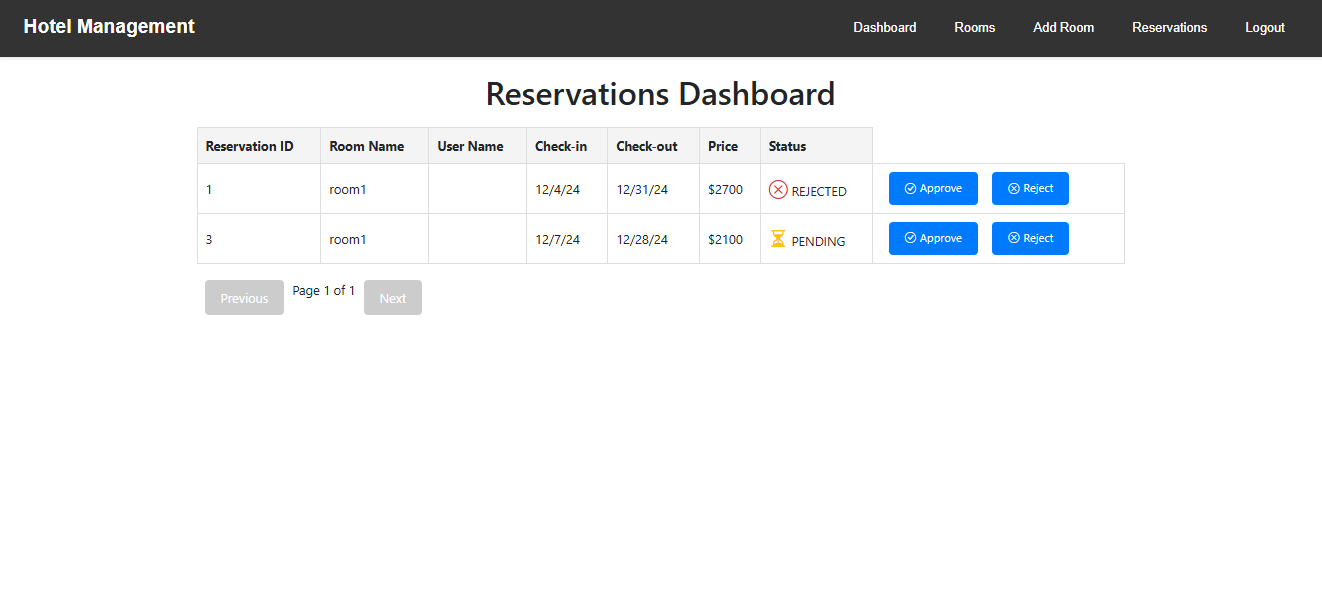 Hotel Management Dashboard Rooms Add Room Reservations Logout
Reservations Dashboard
Reservation ID Room Name User Name Check-in Check-out Price Status
1 room1 12/4/24 12/31/24 $2700 REJECTED Approve Reject
3 room1 12/7/24 12/28/24 $2100 PENDING Approve Reject
Previous Page 1 of 1 Next